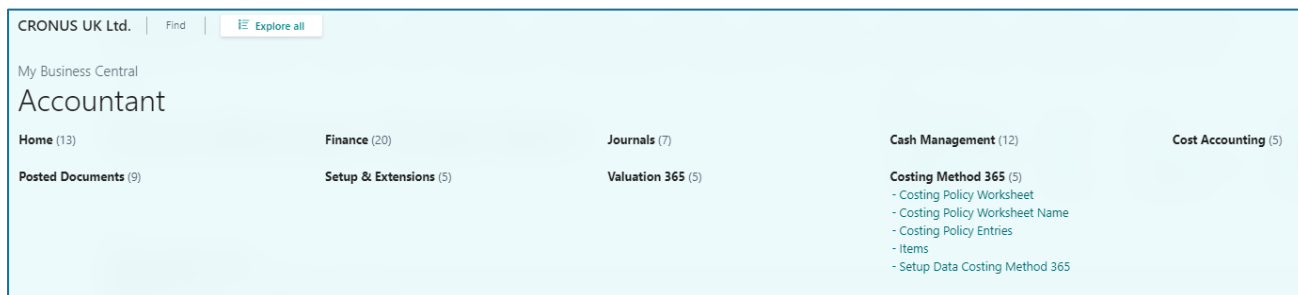 CRONUS UK Ltd. Find Explore all
My Business Central
Accountant
Home (13) Finance (20) Journals (7) Cash Management (12) Cost Accounting (5)
Posted Documents (9) Setup & Extensions (5) Valuation 365 (5) Costing Method 365 (5)
- Costing Policy Worksheet
- Costing Policy Worksheet Name
- Costing Policy Entries
- Items
- Setup Data Costing Method 365